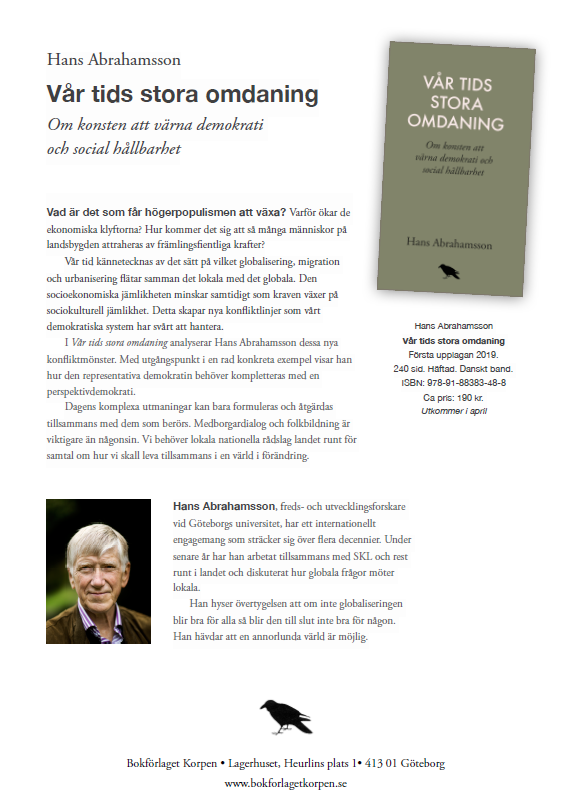 Hans Abrahamsson
Vår tids stora omdaning
Om konsten att värna demokrati
och social hållbarhet
VÅR TIDS
STORA
OMDANING
Om konsten att
värna demokrati och
social hållbarhet
Hans Abrahamsson
Vad är det som får högerpopulismen att växa? Varför ökar de
ekonomiska klyftorna? Hur kommer det sig att så många människor på
landsbygden attraheras av främlingsfientliga krafter?
Vår tid kännetecknas av det sätt på vilket globalisering, migration
och urbanisering flätar samman det lokala med det globala. Den
socioekonomiska jämlikheten minskar samtidigt som kraven växer på
sociokulturell jämlikhet. Detta skapar nya konfliktlinjer som vårt
demokratiska system har svårt att hantera.
I Vår tids stora omdaning analyserar Hans Abrahamsson dessa nya
konfliktmönster. Med utgångspunkt i en rad konkreta exempel visar han
hur den representativa demokratin behöver kompletteras med en
perspektivdemokrati.
Dagens komplexa utmaningar kan bara formuleras och åtgärdas
tillsammans med dem som berörs. Medborgardialog och folkbildning är
viktigare än någonsin. Vi behöver lokala nationella rådslag landet runt för
samtal om hur vi skall leva tillsammans i en värld i förändring.
Hans Abrahamsson
Vår tids stora omdaning
Första upplagan 2019.
240 sid. Häftad. Danskt band.
ISBN: 978-91-88383-48-8
Ca pris: 190 kr.
Utkommer i april
Hans Abrahamsson, freds- och utvecklingsforskare
vid Göteborgs universitet, har ett internationellt
engagemang som sträcker sig över flera decennier. Under
senare år har han arbetat tillsammans med SKL och rest
runt i landet och diskuterat hur globala frågor möter
lokala.
Han hyser övertygelsen att om inte globaliseringen
blir bra för alla så blir den till slut inte bra för någon.
Han hävdar att en annorlunda värld är möjlig.
Bokförlaget Korpen • Lagerhuset, Heurlins plats 1• 413 01 Göteborg
www.bokforlagetkorpen.se